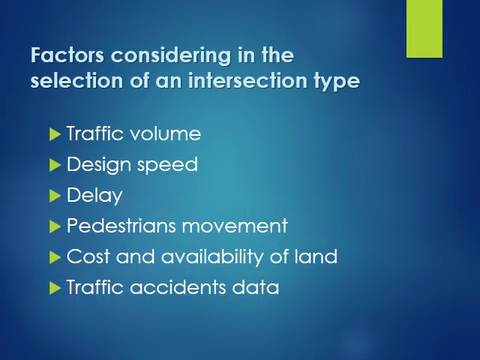 Factors considering in the
selection of an intersection type
Traffic volume
Design speed
Delay
Pedestrians movement
Cost and availability of land
Traffic accidents data